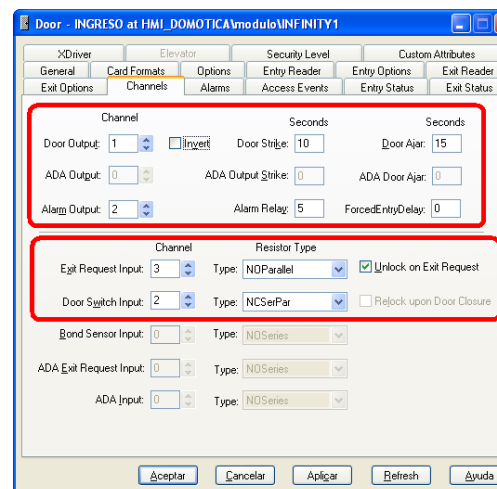 Door - INGRESO at HMI_DOMOTICA\modulo\INFINITY1
XDriver Elevator Security Level Custom Attributes
General Card Formats Options Entry Reader Entry Options Exit Reader
Exit Options Channels Alarms Access Events Entry Status Exit Status
Channel Seconds Seconds
Door Output: 1 Invert Door Strike: 10 Door Ajar: 15
ADA Output: 0 ADA Output Strike: 0 ADA Door Ajar: 0
Alarm Output: 2 Alarm Relay: 5 ForcedEntryDelay: 0
Channel Resistor Type
Exit Request Input: 3 Type: NOParallel Unlock on Exit Request
Door Switch Input: 2 Type: NCSerPar Relock upon Door Closure
Bond Sensor Input: 0 Type: NOSeries
ADA Exit Request Input: 0 Type: NOSeries
ADA Input: 0 Type: NOSeries
Aceptar Cancelar Aplicar Refresh Ayuda